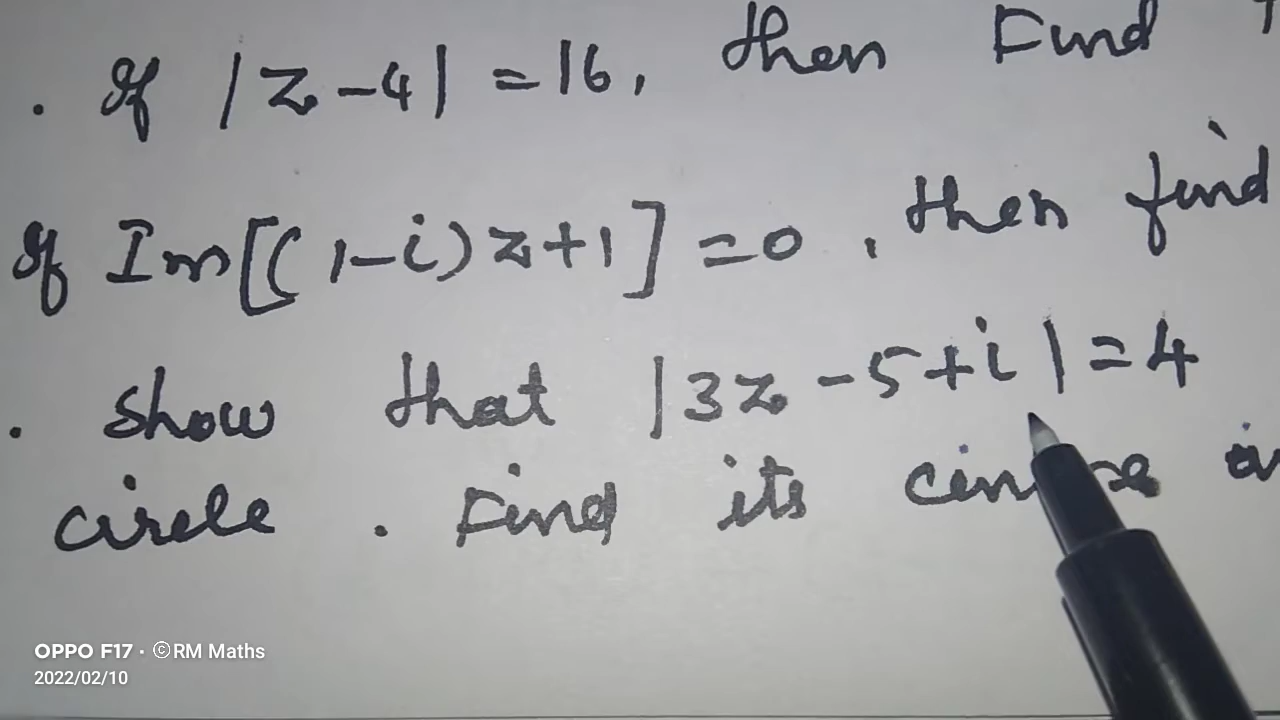 . If |z-4| = 16, then Find
If Im[(1-i)z+1] = 0, then find
. show that |3z-5+i| = 4
circle. Find its
OPPO F17 · ©RM Maths
2022/02/10